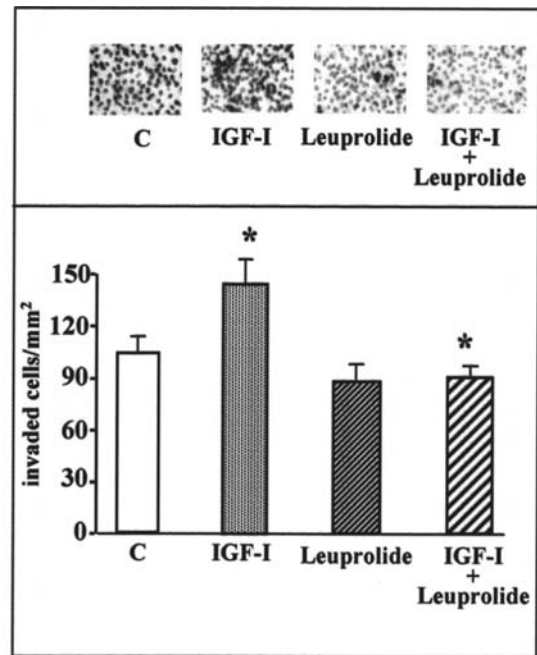 C IGF-I Leuprolide IGF-I
+
Leuprolide
*
150
*
120
90
60
30
0
invaded cells/mm²
C IGF-I Leuprolide IGF-I
+
Leuprolide